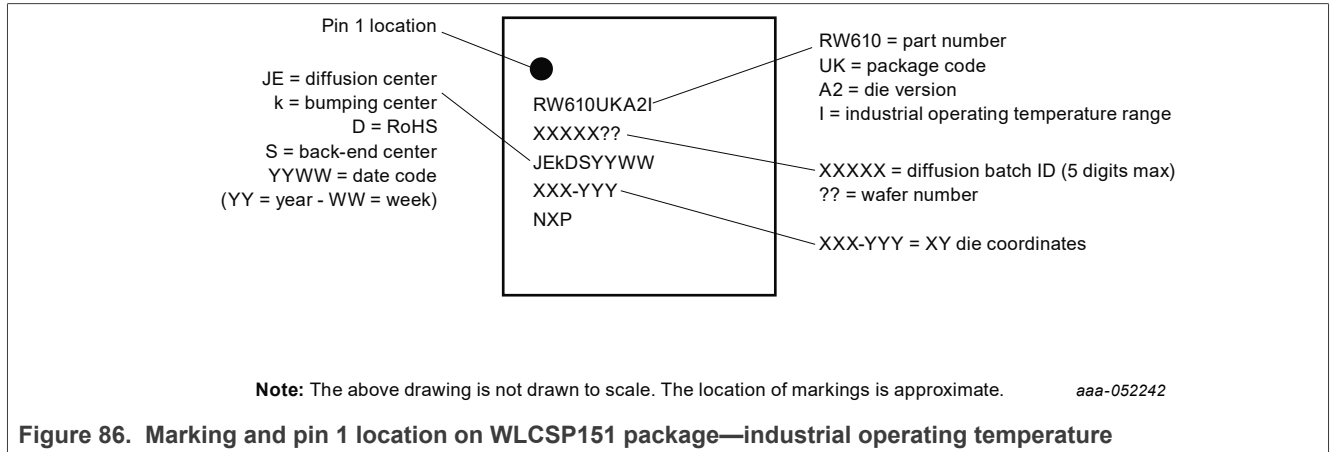 Pin 1 location
JE = diffusion center
k = bumping center
D = RoHS
S = back-end center
YYWW = date code
(YY = year - WW = week)
RW610UKA2I
XXXXX??
JEkDSYYWW
XXX-YYY
NXP
RW610 = part number
UK = package code
A2 = die version
I = industrial operating temperature range
XXXXX = diffusion batch ID (5 digits max)
?? = wafer number
XXX-YYY = XY die coordinates
Note: The above drawing is not drawn to scale. The location of markings is approximate. aaa-052242
Figure 86. Marking and pin 1 location on WLCSP151 package—industrial operating temperature